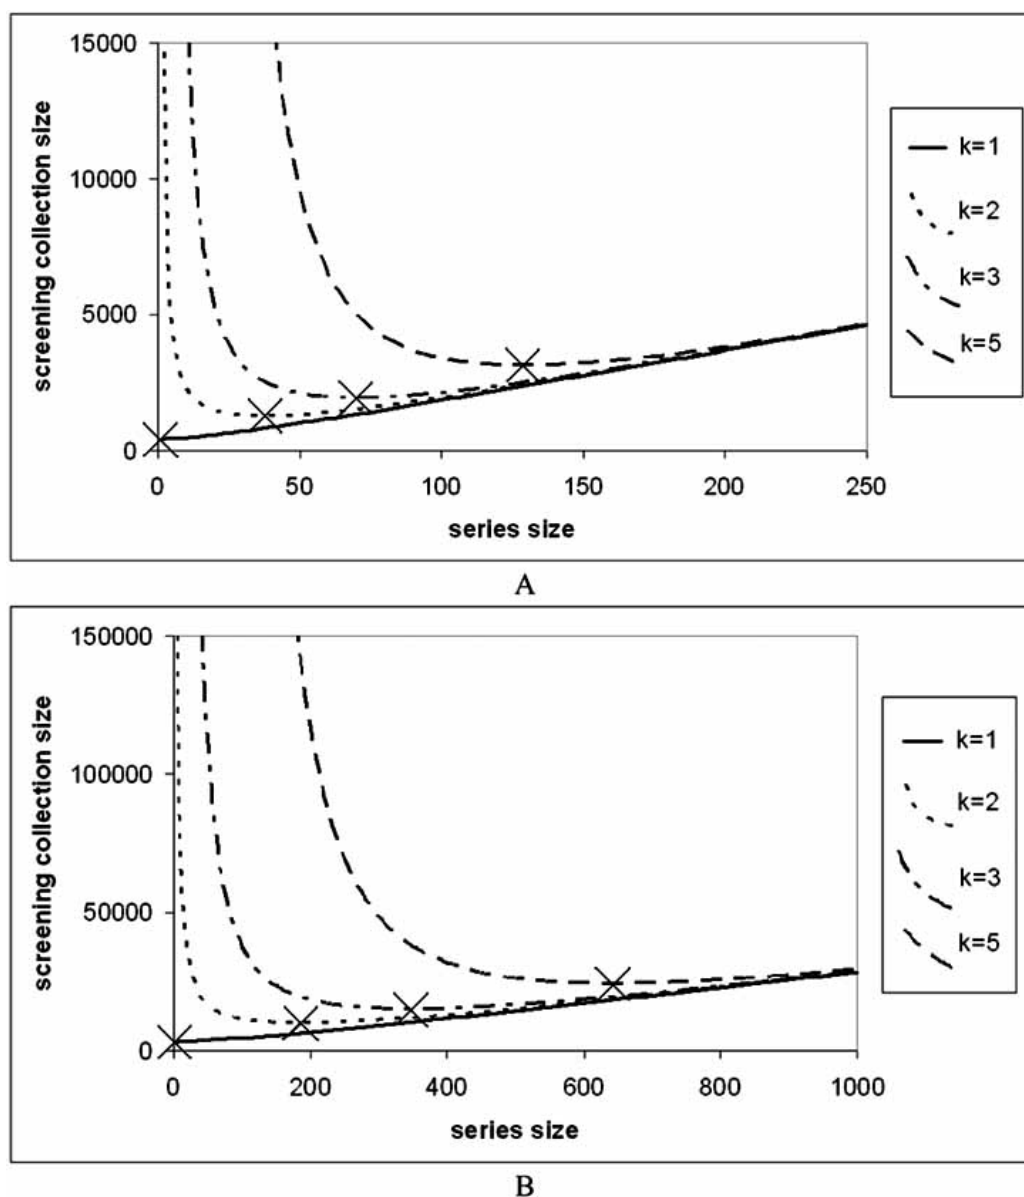 screening collection size
15000
10000
5000
0
0 50 100 150 200 250
series size
k=1
k=2
k=3
k=5
A
screening collection size
150000
100000
50000
0
0 200 400 600 800 1000
series size
k=1
k=2
k=3
k=5
B